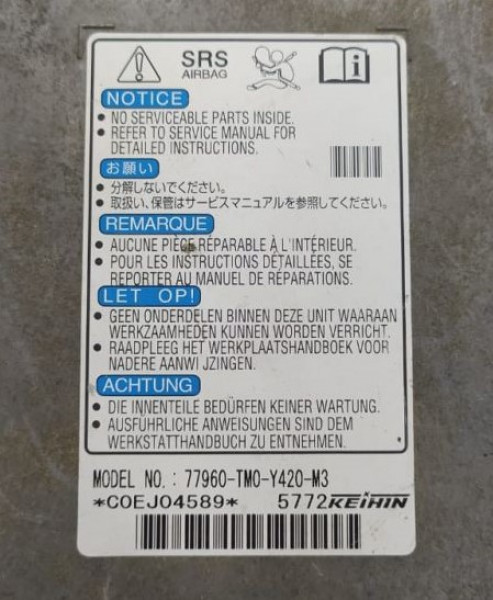 SRS
AIRBAG
NOTICE
• NO SERVICEABLE PARTS INSIDE.
• REFER TO SERVICE MANUAL FOR
DETAILED INSTRUCTIONS.
お願い
• 分解しないでください。
• 取扱い、保管はサービスマニュアルを参照してください。
REMARQUE
• AUCUNE PIÈCE RÉPARABLE À L'INTÉRIEUR.
• POUR LES INSTRUCTIONS DÉTAILLÉES, SE
REPORTER AU MANUEL DE RÉPARATIONS.
LET OP!
• GEEN ONDERDELEN BINNEN DEZE UNIT WAARAAN
WERKZAAMHEDEN KUNNEN WORDEN VERRICHT.
• RAADPLEEG HET WERKPLAATSHANDBOEK VOOR
NADERE AANWIJZINGEN.
ACHTUNG
• DIE INNENTEILE BEDÜRFEN KEINER WARTUNG.
• AUSFÜHRLICHE ANWEISUNGEN SIND DEM
WERKSTATTHANDBUCH ZU ENTNEHMEN.
MODEL NO.: 77960-TM0-Y420-M3
*C0EJ04589* 5772 KEIHIN